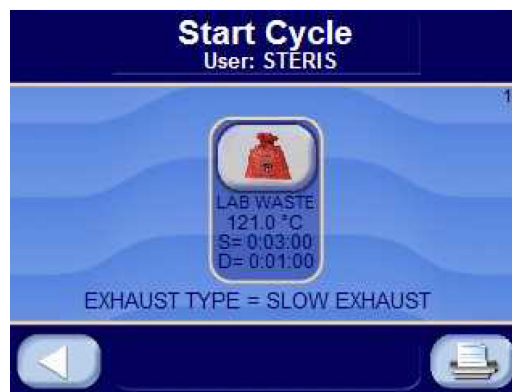 Start Cycle
User: STERIS
1
LAB WASTE
121.0 °C
S= 0:03:00
D= 0:01:00
EXHAUST TYPE = SLOW EXHAUST